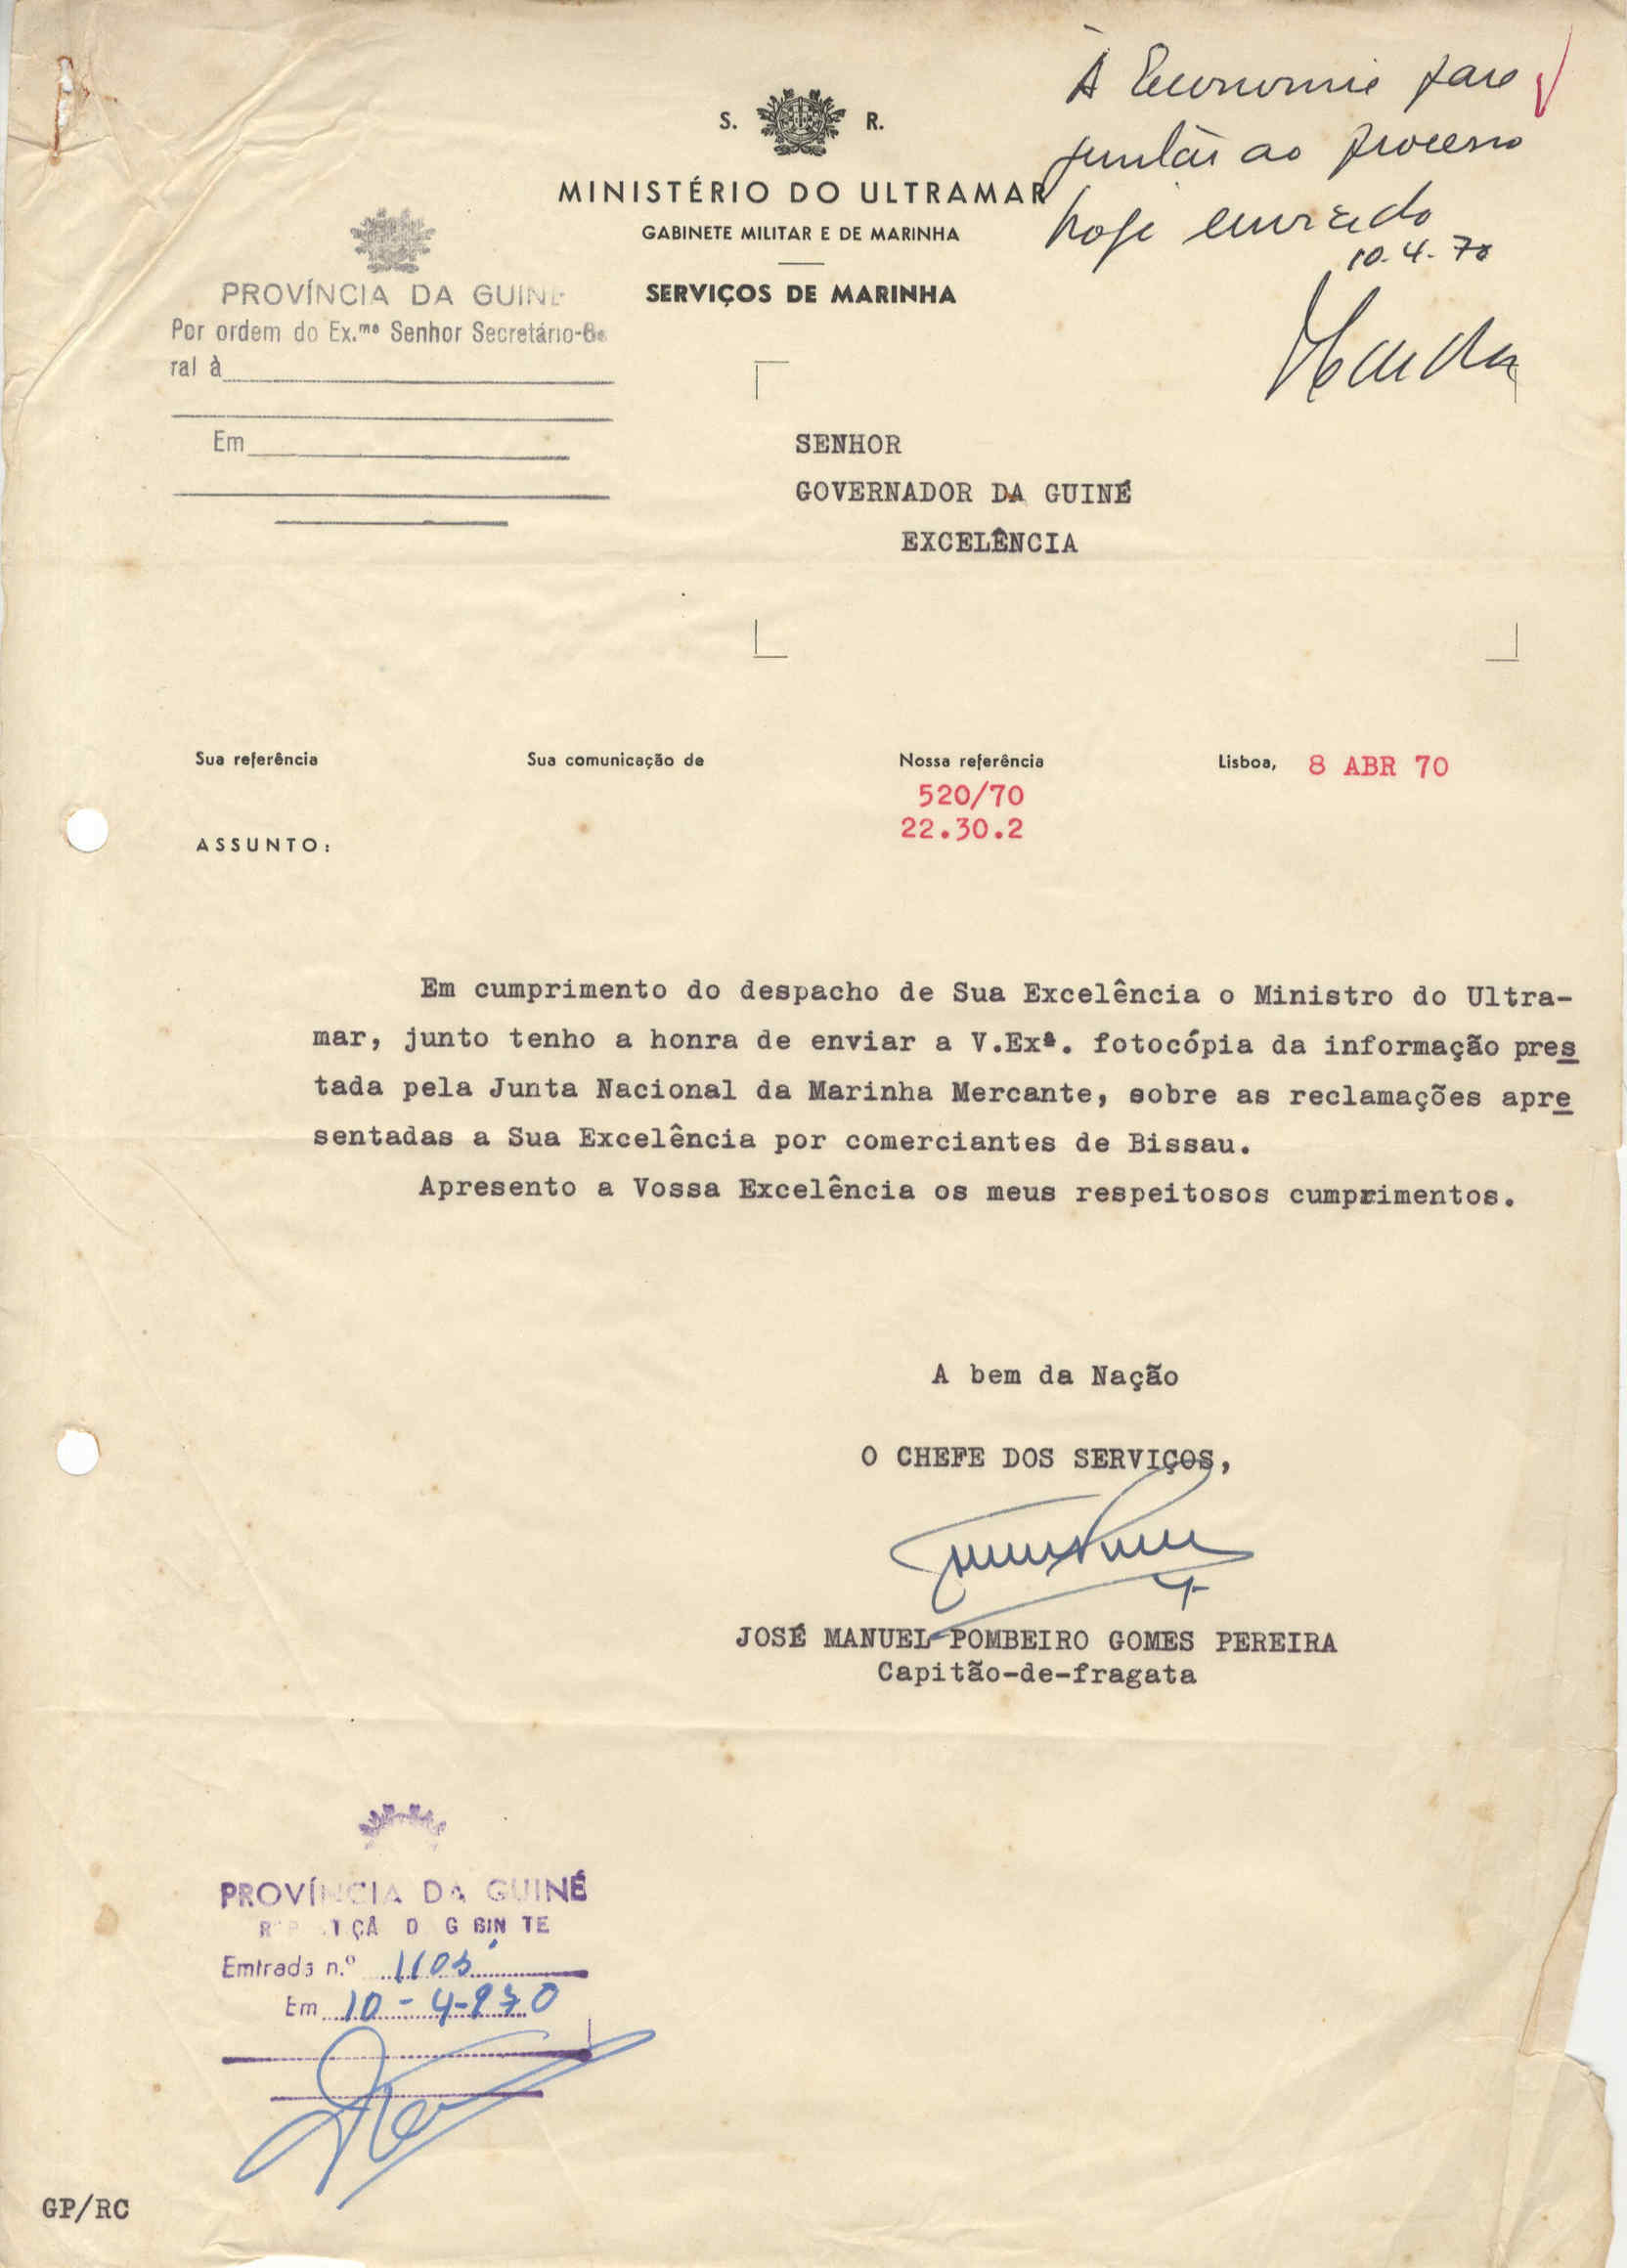 À Economia para
juntar ao processo
hoje enviado
10.4.70
S. R.
MINISTÉRIO DO ULTRAMAR
GABINETE MILITAR E DE MARINHA
SERVIÇOS DE MARINHA
PROVÍNCIA DA GUINÉ
Por ordem do Ex.mo Senhor Secretário-Ge
ral à
Em
SENHOR
GOVERNADOR DA GUINÉ
EXCELÊNCIA
Sua referência Sua comunicação de Nossa referência Lisboa, 8 ABR 70
520/70
22.30.2
ASSUNTO:
Em cumprimento do despacho de Sua Excelência o Ministro do Ultra-
mar, junto tenho a honra de enviar a V.Exª. fotocópia da informação pres
tada pela Junta Nacional da Marinha Mercante, sobre as reclamações apre
sentadas a Sua Excelência por comerciantes de Bissau.
Apresento a Vossa Excelência os meus respeitosos cumprimentos.
A bem da Nação
O CHEFE DOS SERVIÇOS,
JOSÉ MANUEL POMBEIRO GOMES PEREIRA
Capitão-de-fragata
PROVÍNCIA DA GUINÉ
Entrada n.º
Em 10-4-970
GP/RC